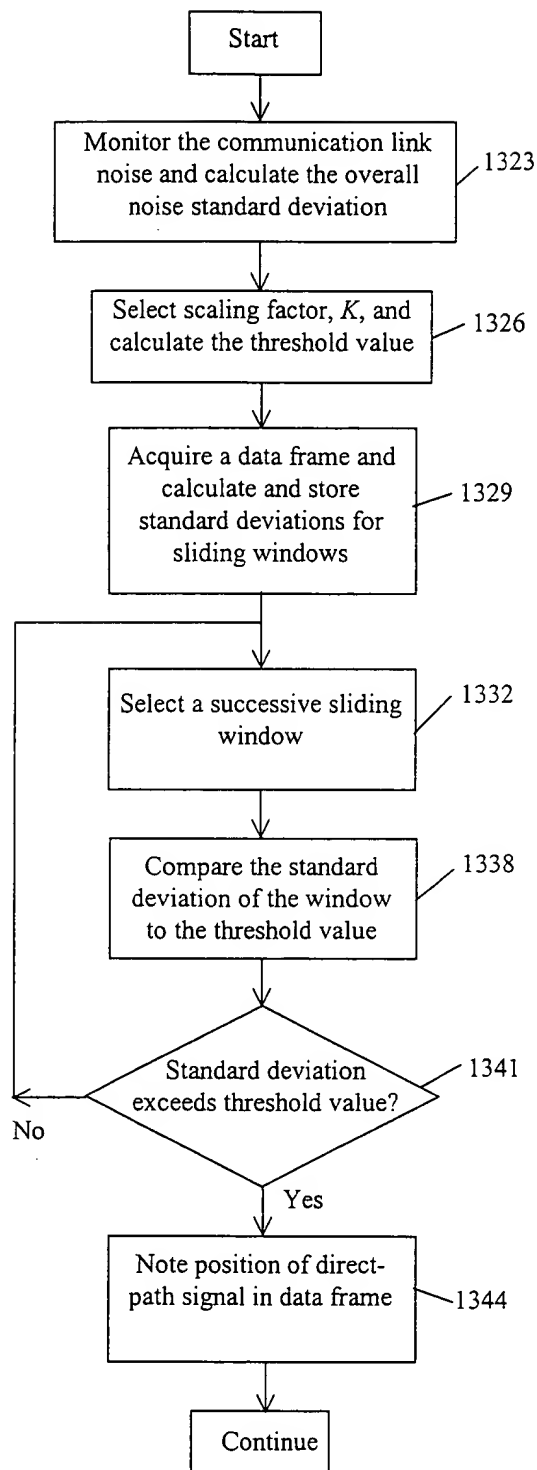 Start
Monitor the communication link
noise and calculate the overall
noise standard deviation
1323
Select scaling factor, K, and
calculate the threshold value
1326
Acquire a data frame and
calculate and store
standard deviations for
sliding windows
1329
Select a successive sliding
window
1332
Compare the standard
deviation of the window
to the threshold value
1338
Standard deviation
exceeds threshold value?
1341
No
Yes
Note position of direct-
path signal in data frame
1344
Continue